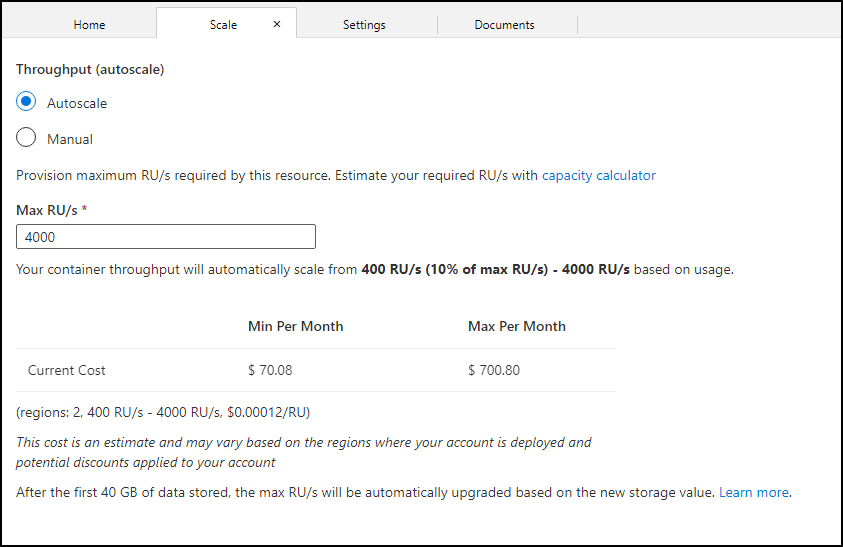 Home Scale × Settings Documents
Throughput (autoscale)
Autoscale
Manual
Provision maximum RU/s required by this resource. Estimate your required RU/s with capacity calculator
Max RU/s *
4000
Your container throughput will automatically scale from 400 RU/s (10% of max RU/s) - 4000 RU/s based on usage.
Min Per Month Max Per Month
Current Cost $ 70.08 $ 700.80
(regions: 2, 400 RU/s - 4000 RU/s, $0.00012/RU)
This cost is an estimate and may vary based on the regions where your account is deployed and
potential discounts applied to your account
After the first 40 GB of data stored, the max RU/s will be automatically upgraded based on the new storage value. Learn more.